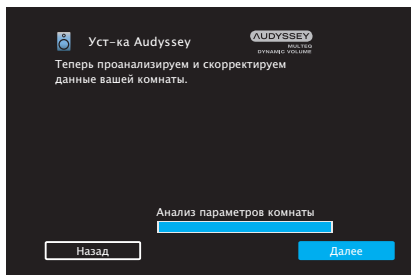 Уст-ка Audyssey
AUDYSSEY
MULTEQ
DYNAMIC VOLUME
Теперь проанализируем и скорректируем
данные вашей комнаты.
Анализ параметров комнаты
Назад
Далее